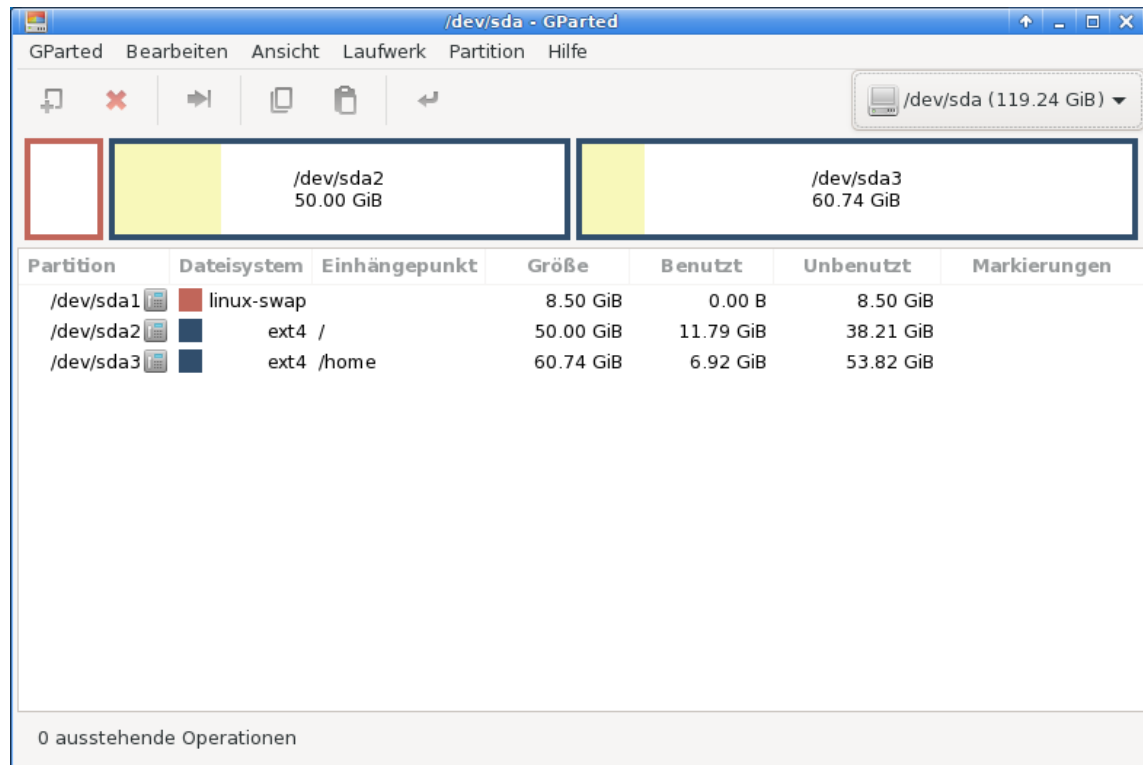 /dev/sda - GParted
GParted Bearbeiten Ansicht Laufwerk Partition Hilfe
/dev/sda (119.24 GiB)
/dev/sda2
50.00 GiB
/dev/sda3
60.74 GiB
Partition Dateisystem Einhängepunkt Größe Benutzt Unbenutzt Markierungen
/dev/sda1 linux-swap 8.50 GiB 0.00 B 8.50 GiB
/dev/sda2 ext4 / 50.00 GiB 11.79 GiB 38.21 GiB
/dev/sda3 ext4 /home 60.74 GiB 6.92 GiB 53.82 GiB
0 ausstehende Operationen